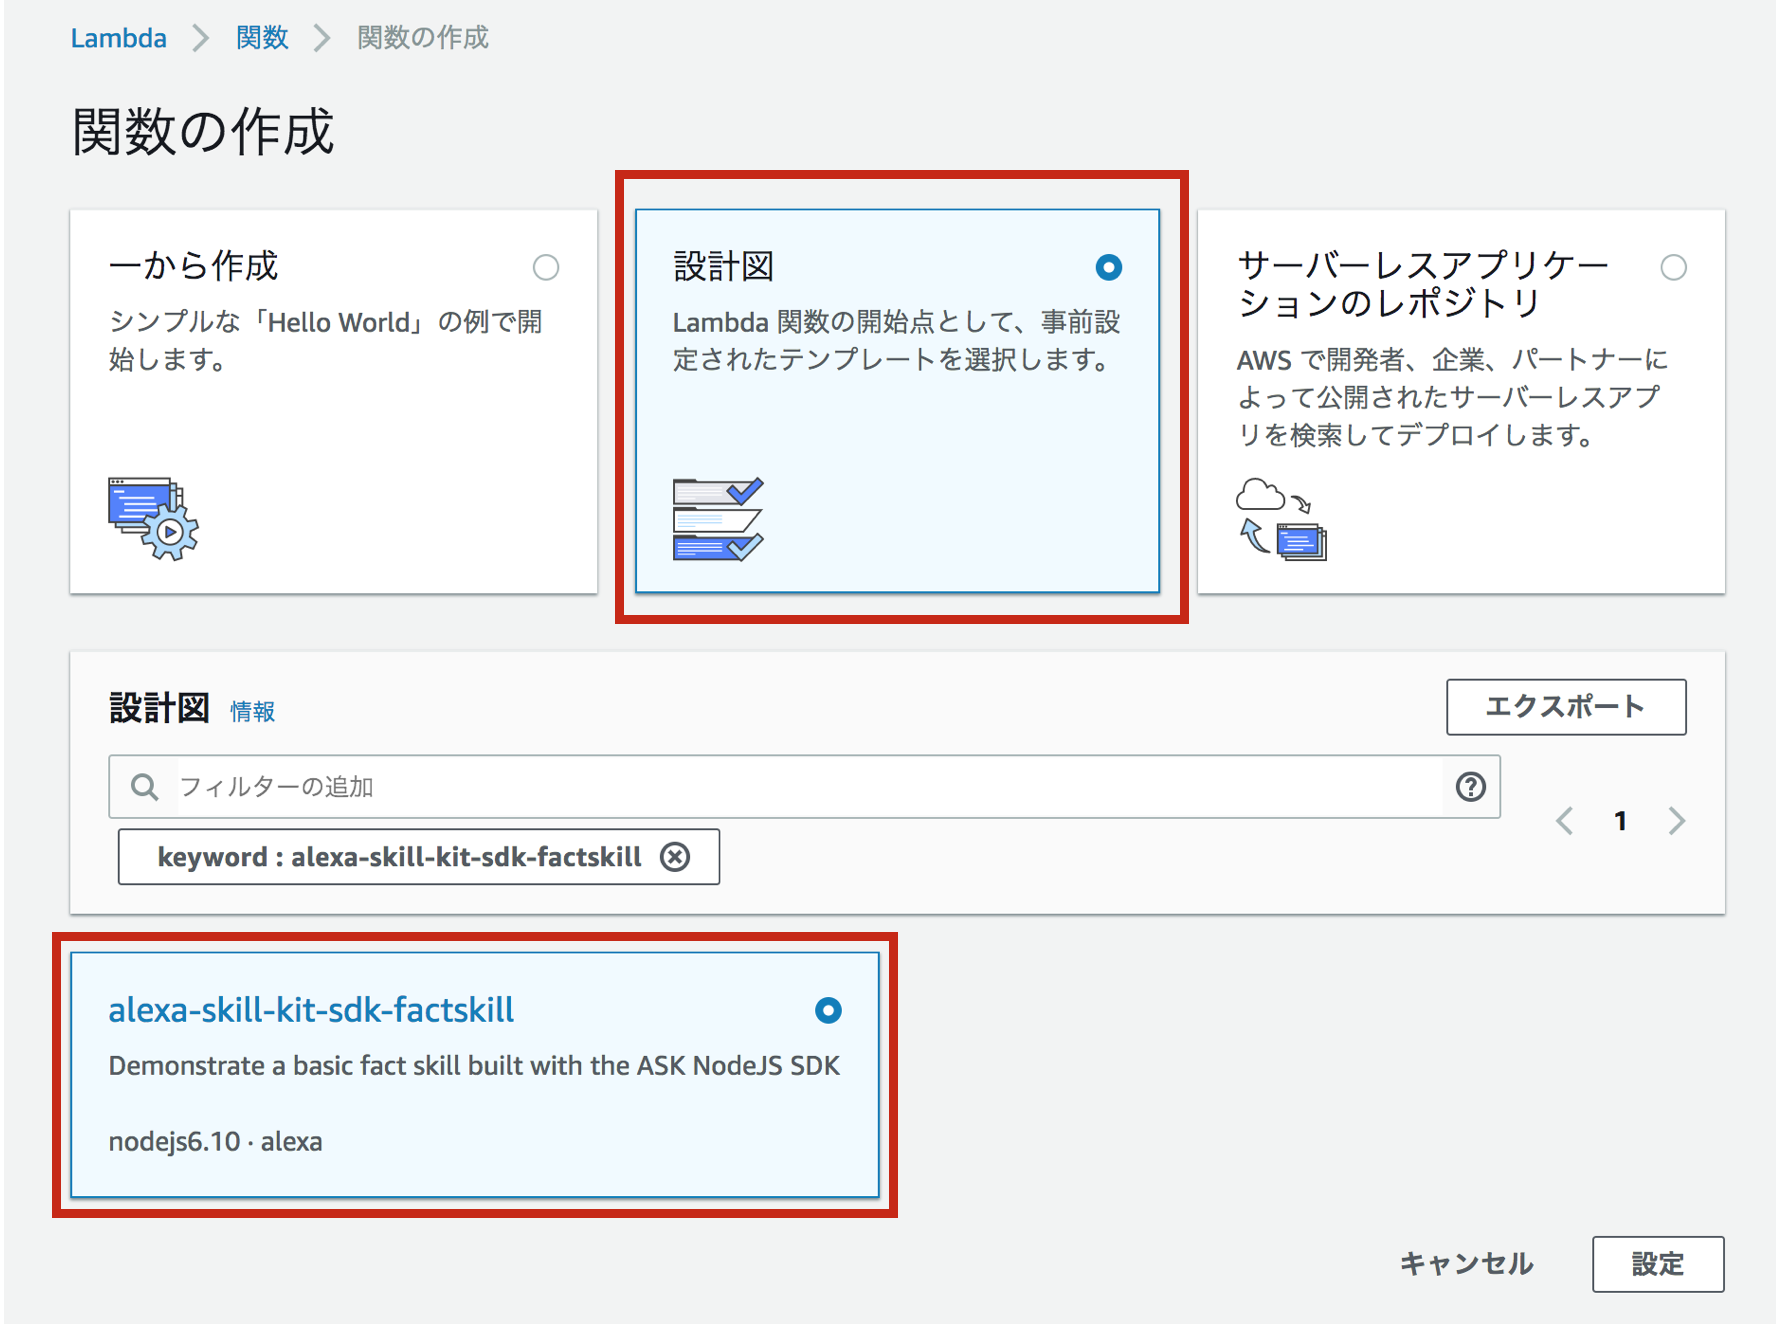 Lambda 関数 関数の作成
関数の作成
一から作成
シンプルな「Hello World」の例で開
始します。
設計図
Lambda 関数の開始点として、事前設
定されたテンプレートを選択します。
サーバーレスアプリケー
ションのレポジトリ
AWS で開発者、企業、パートナーに
よって公開されたサーバーレスアプ
リを検索してデプロイします。
設計図 情報
エクスポート
フィルターの追加
1
keyword : alexa-skill-kit-sdk-factskill
alexa-skill-kit-sdk-factskill
Demonstrate a basic fact skill built with the ASK NodeJS SDK
nodejs6.10 · alexa
キャンセル 設定